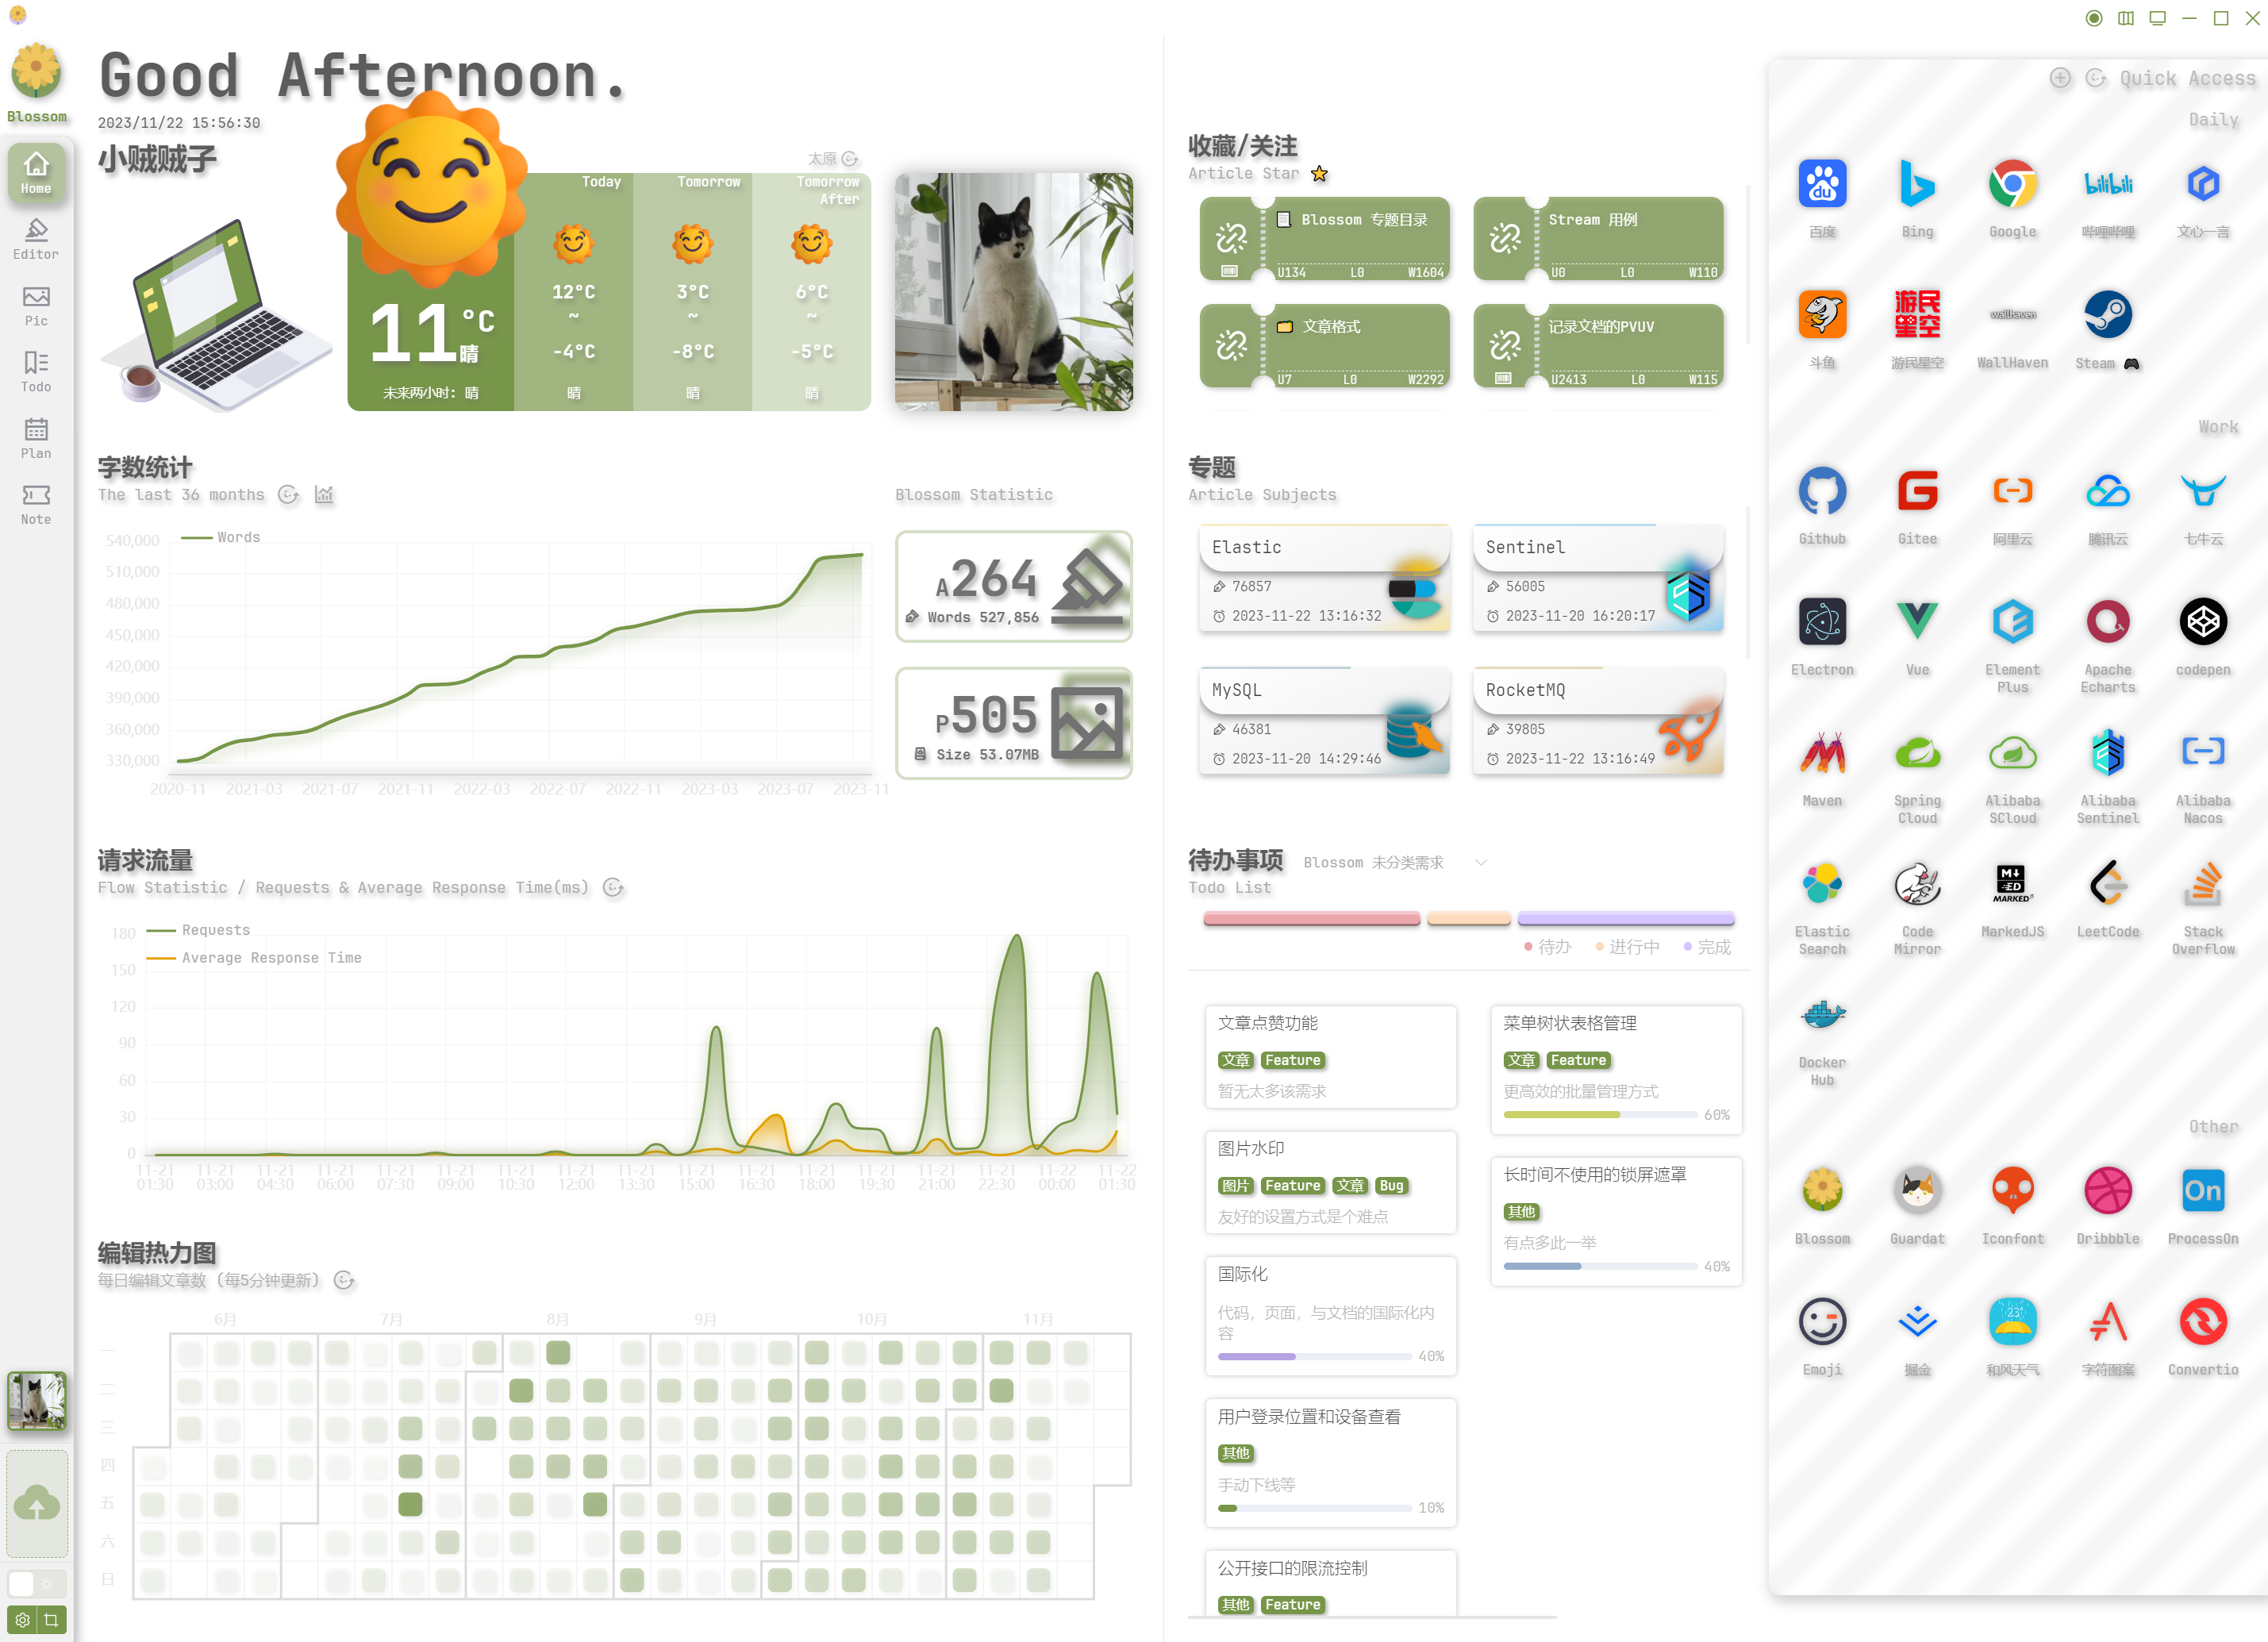 Good Afternoon.
2023/11/22 15:56:30
小贼贼子
Blossom
Home
Editor
Pic
Todo
Plan
Note
太原
11°C晴
未来两小时：晴
Today
12°C
~
-4°C
晴
Tomorrow
3°C
~
-8°C
晴
Tomorrow
After
6°C
~
-5°C
晴
字数统计
The last 36 months
Words
540,000
510,000
480,000
450,000
420,000
390,000
360,000
330,000
2020-11 2021-03 2021-07 2021-11 2022-03 2022-07 2022-11 2023-03 2023-07 2023-11
Blossom Statistic
A264
Words 527,856
P505
Size 53.07MB
请求流量
Flow Statistic / Requests & Average Response Time(ms)
Requests
Average Response Time
180
150
120
90
60
30
0
11-21 11-21 11-21 11-21 11-21 11-21 11-21 11-21 11-21 11-21 11-21 11-21 11-21 11-21 11-21 11-22 11-22
01:30 03:00 04:30 06:00 07:30 09:00 10:30 12:00 13:30 15:00 16:30 18:00 19:30 21:00 22:30 00:00 01:30
编辑热力图
每日编辑文章数 (每5分钟更新)
6月 7月 8月 9月 10月 11月
一
二
三
四
五
六
日
收藏/关注
Article Star
Blossom 专题目录
U134 L0 W1604
Stream 用例
U0 L0 W110
文章格式
U7 L0 W2292
记录文档的PVUV
U2413 L0 W115
专题
Article Subjects
Elastic
76857
2023-11-22 13:16:32
Sentinel
56005
2023-11-20 16:20:17
MySQL
46381
2023-11-20 14:29:46
RocketMQ
39805
2023-11-22 13:16:49
待办事项
Blossom 未分类需求
Todo List
待办 进行中 完成
文章点赞功能
文章 Feature
暂无太多该需求
图片水印
图片 Feature 文章 Bug
友好的设置方式是个难点
国际化
代码，页面，与文档的国际化内
容
40%
用户登录位置和设备查看
其他
手动下线等
10%
公开接口的限流控制
其他 Feature
菜单树状表格管理
文章 Feature
更高效的批量管理方式
60%
长时间不使用的锁屏遮罩
其他
有点多此一举
40%
Quick Access
Daily
du
bilibili
百度 Bing Google 哔哩哔哩 文心一言
游民
星空
wallhaven
斗鱼 游民星空 WallHaven Steam
Work
Github Gitee 阿里云 腾讯云 七牛云
Electron Vue Element Plus Apache Echarts codepen
Maven Spring Cloud Alibaba SCloud Alibaba Sentinel Alibaba Nacos
M
ED
MARKED
Elastic Search Code Mirror MarkedJS LeetCode Stack Overflow
Docker
Hub
Other
On
Blossom Guardat Iconfont Dribbble ProcessOn
23°
Emoji 掘金 和风天气 字符图案 Convertio